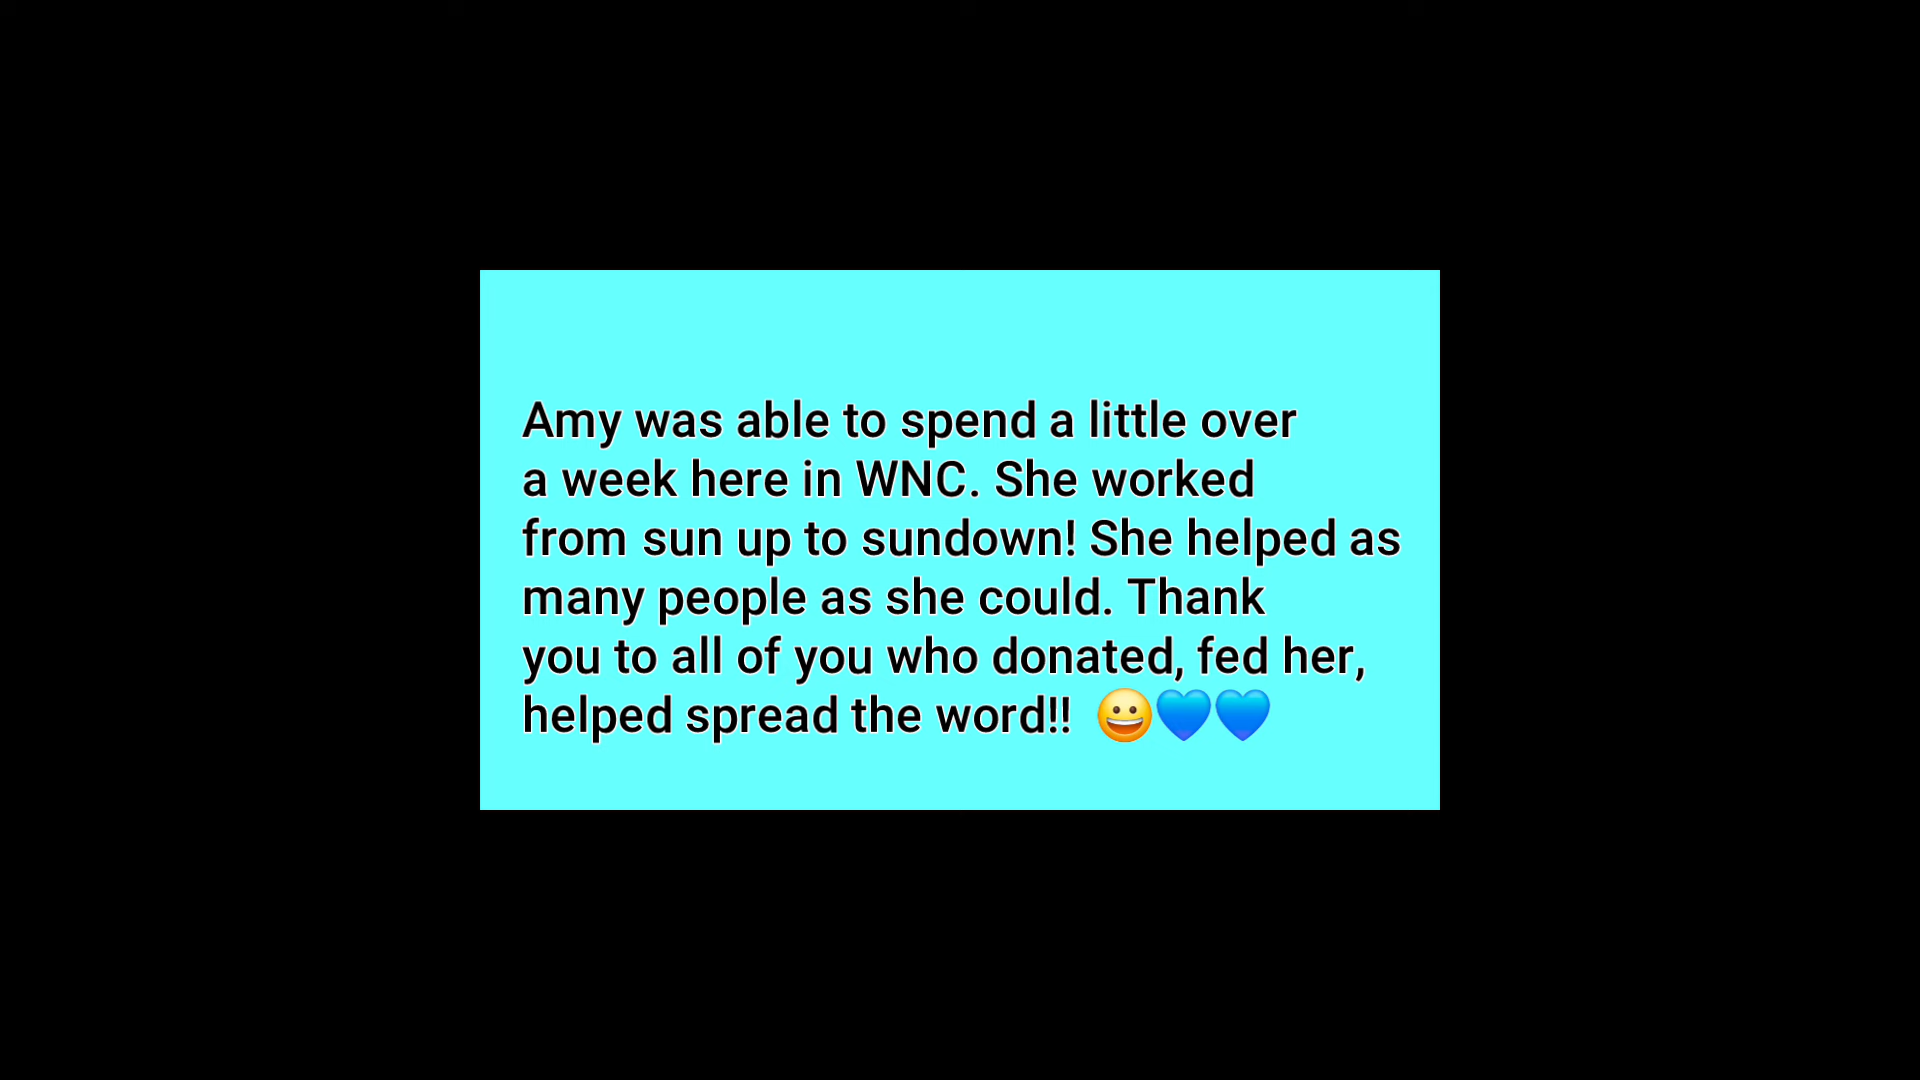 Amy was able to spend a little over
a week here in WNC. She worked
from sun up to sundown! She helped as
many people as she could. Thank
you to all of you who donated, fed her,
helped spread the word!! 😀💙💙